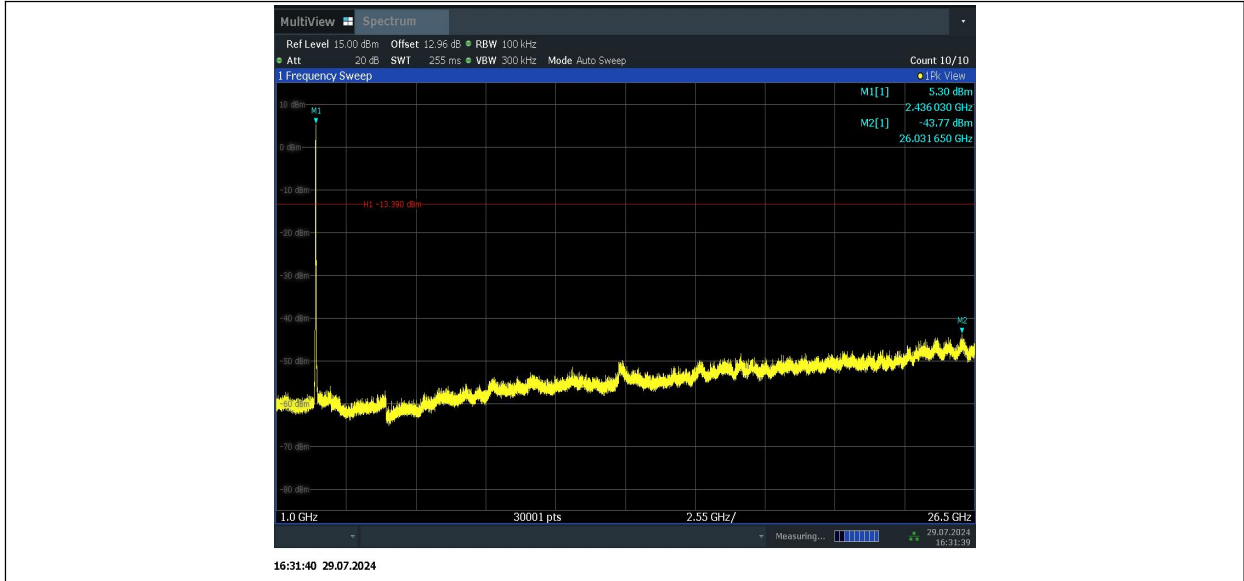 MultiView Spectrum
Ref Level 15.00 dBm Offset 12.96 dB RBW 100 kHz
Att 20 dB SWT 255 ms VBW 300 kHz Mode Auto Sweep Count 10/10
1 Frequency Sweep 1Pk View
M1[1] 5.30 dBm
2.436 030 GHz
M2[1] -43.77 dBm
26.031 650 GHz
10 dBm
M1
0 dBm
-10 dBm
H1 -13.390 dBm
-20 dBm
-30 dBm
-40 dBm
M2
-50 dBm
-60 dBm
-70 dBm
-80 dBm
1.0 GHz 30001 pts 2.55 GHz/ 26.5 GHz
Measuring... 29.07.2024
16:31:39
16:31:40 29.07.2024